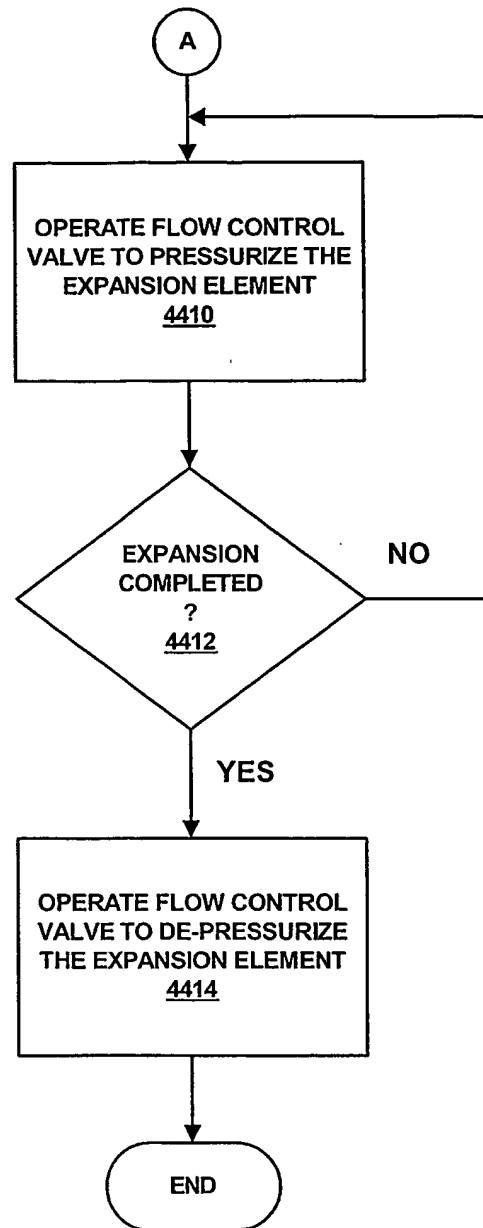 A
OPERATE FLOW CONTROL
VALVE TO PRESSURIZE THE
EXPANSION ELEMENT
4410
EXPANSION
COMPLETED
?
4412
NO
YES
OPERATE FLOW CONTROL
VALVE TO DE-PRESSURIZE
THE EXPANSION ELEMENT
4414
END